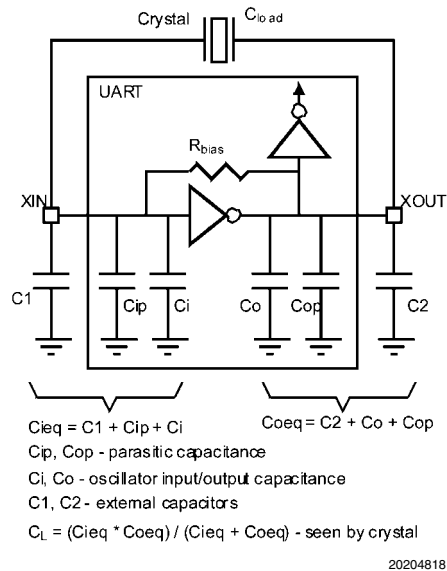 Crystal
Cload
UART
Rbias
XIN
XOUT
C1
Cip
Ci
Co
Cop
C2
Cieq = C1 + Cip + Ci
Coeq = C2 + Co + Cop
Cip, Cop - parasitic capacitance
Ci, Co - oscillator input/output capacitance
C1, C2 - external capacitors
CL = (Cieq * Coeq) / (Cieq + Coeq) - seen by crystal
20204818